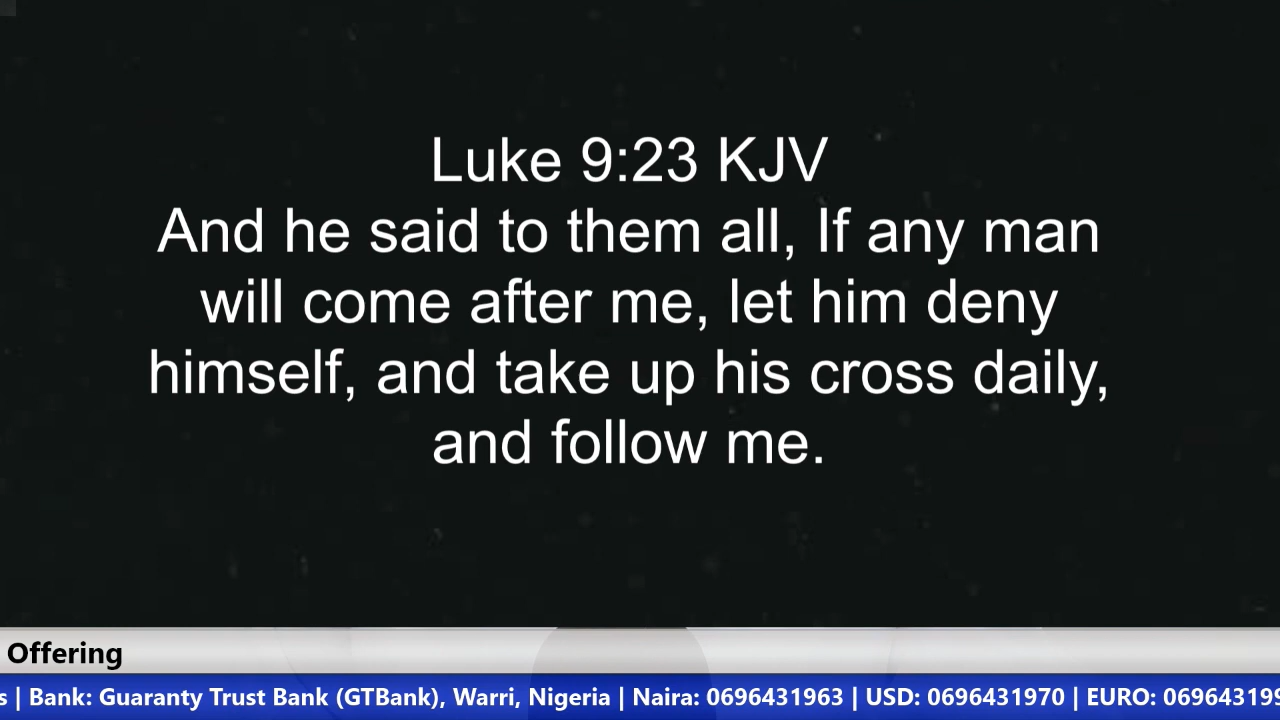 Luke 9:23 KJV
And he said to them all, If any man
will come after me, let him deny
himself, and take up his cross daily,
and follow me.
Offering
s | Bank: Guaranty Trust Bank (GTBank), Warri, Nigeria | Naira: 0696431963 | USD: 0696431970 | EURO: 069643199